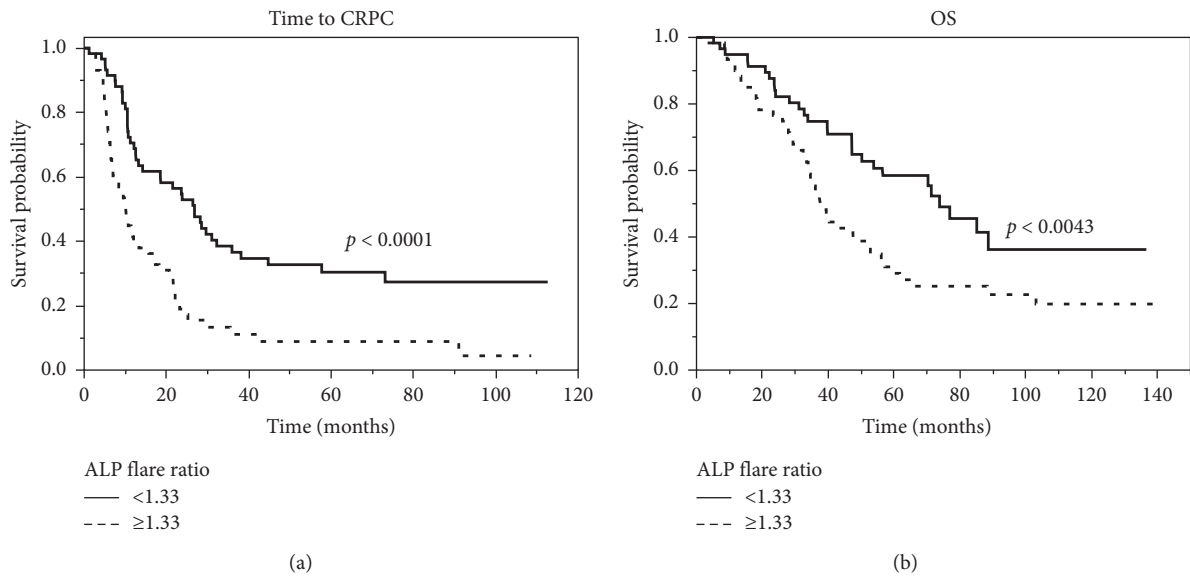 Time to CRPC
1.0
0.8
0.6
0.4
0.2
0.0
Survival probability
p < 0.0001
0 20 40 60 80 100 120
Time (months)
ALP flare ratio
<1.33
≥1.33
(a)
OS
1.0
0.8
0.6
0.4
0.2
0.0
Survival probability
p < 0.0043
0 20 40 60 80 100 120 140
Time (months)
ALP flare ratio
<1.33
≥1.33
(b)